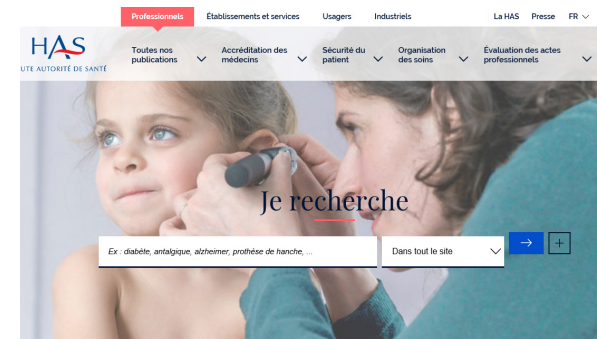 Professionnels Établissements et services Usagers Industriels La HAS Presse FR
HAS
UTE AUTORITÉ DE SANTÉ
Toutes nos publications
Accréditation des médecins
Sécurité du patient
Organisation des soins
Évaluation des actes professionnels
Je recherche
Ex : diabète, antalgique, alzheimer, prothèse de hanche, ...
Dans tout le site